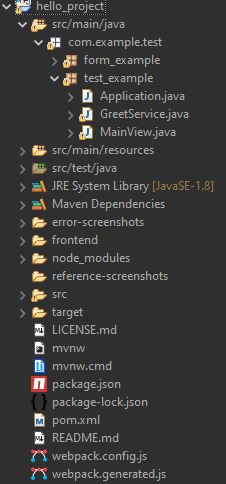 hello_project
src/main/java
com.example.test
form_example
test_example
Application.java
GreetService.java
MainView.java
src/main/resources
src/test/java
JRE System Library [JavaSE-1.8]
Maven Dependencies
error-screenshots
frontend
node_modules
reference-screenshots
src
target
LICENSE.md
mvnw
mvnw.cmd
package.json
package-lock.json
pom.xml
README.md
webpack.config.js
webpack.generated.js